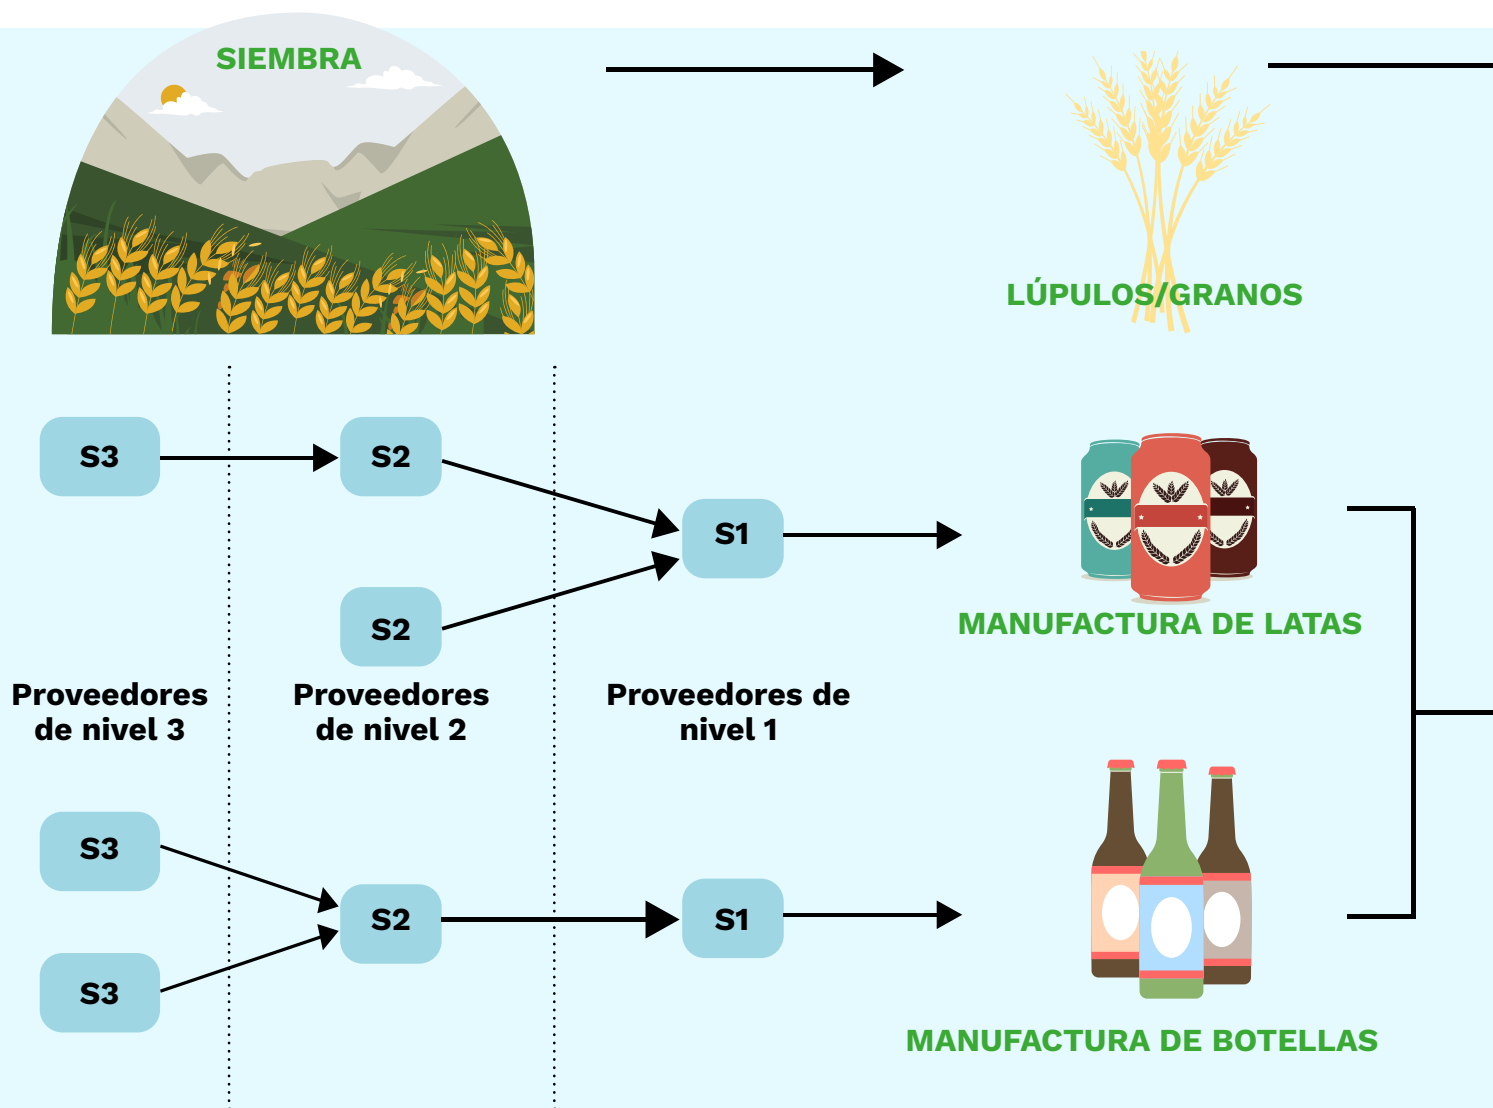 SIEMBRA
LÚPULOS/GRANOS
S3
S2
S1
S2
MANUFACTURA DE LATAS
Proveedores
de nivel 3
Proveedores
de nivel 2
Proveedores de
nivel 1
S3
S2
S1
S3
MANUFACTURA DE BOTELLAS